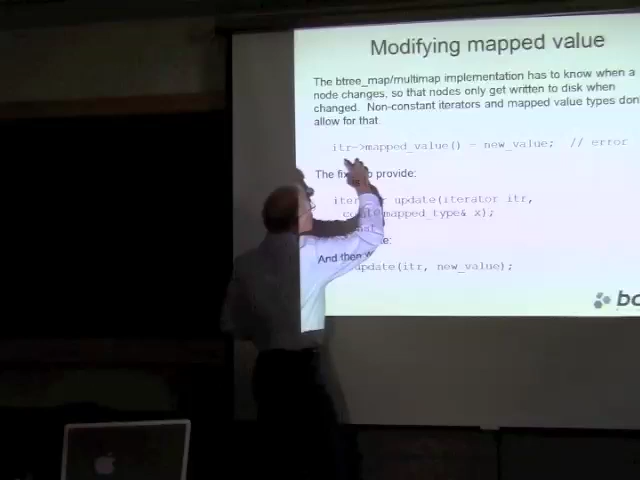 Modifying mapped value
The btree_map/multimap implementation has to know when a
node changes, so that nodes only get written to disk when
changed. Non-constant iterators and mapped value types don
allow for that.
itr->mapped_value() = new_value; // error
The fix provide:
update(iterator itr,
mapped_type& x);
And then
update(itr, new_value);
bo